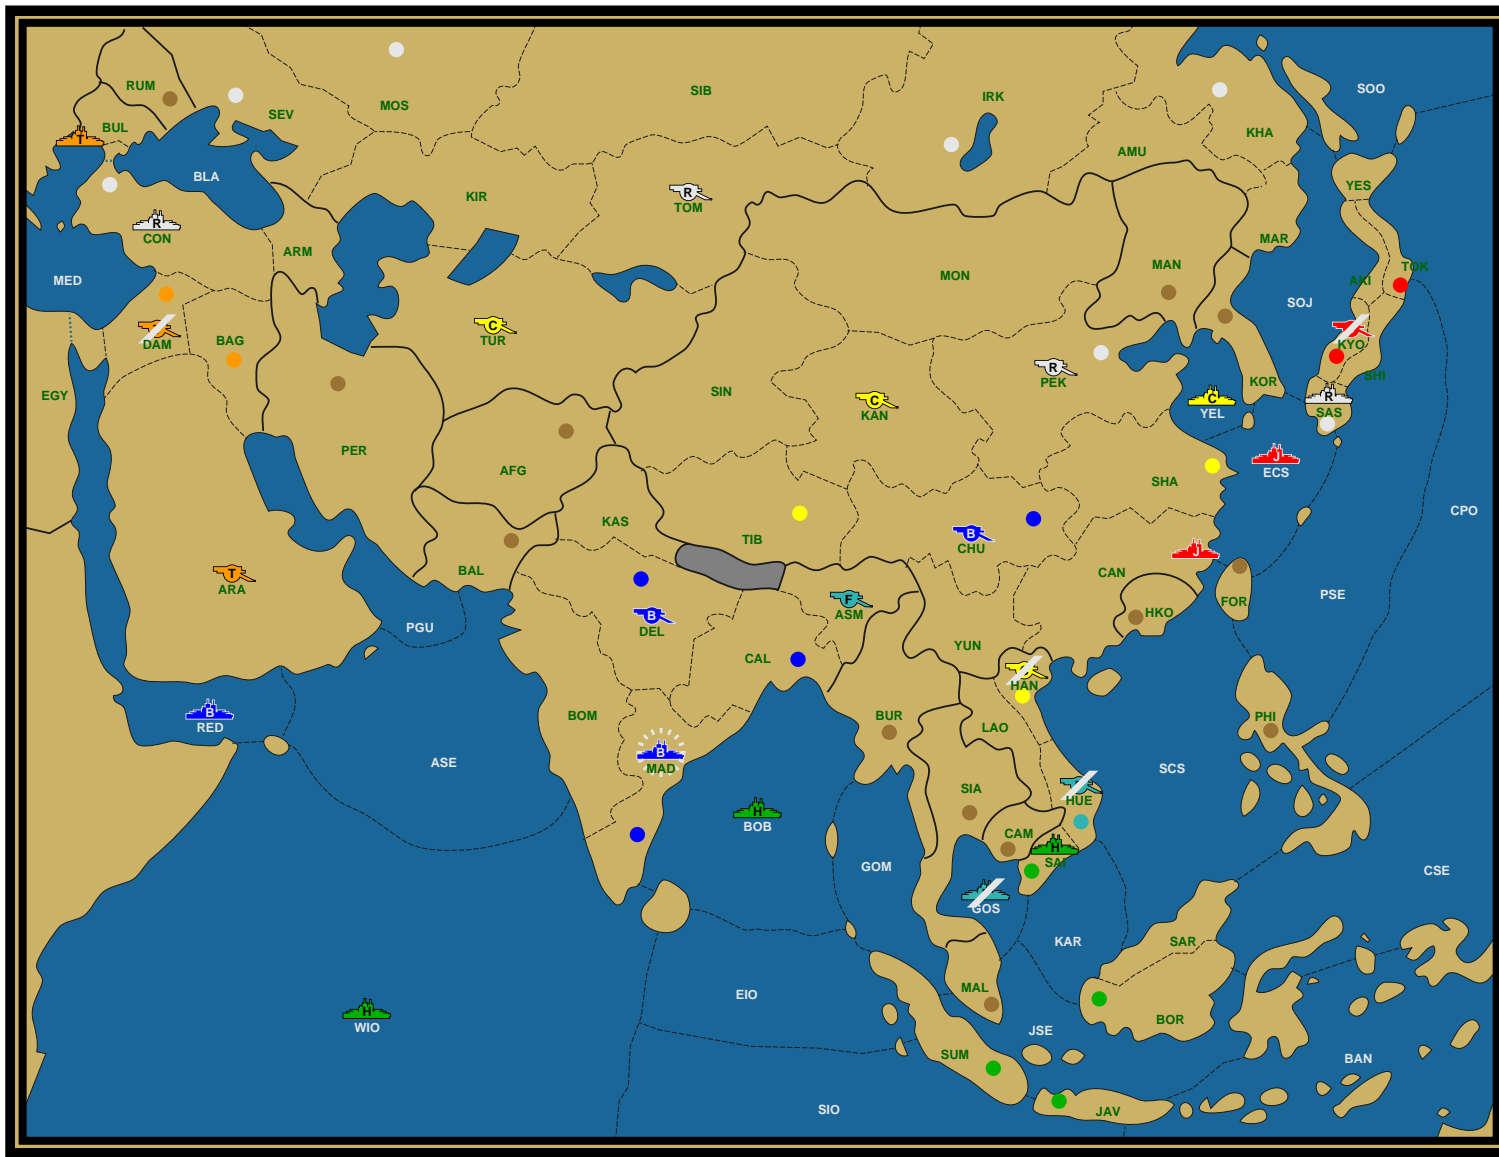 SOO
RUM
SIB
IRK
MOS
SEV
BUL
T
KHA
AMU
BLA
YES
R
TOM
KIR
R
CON
MAR
ARM
MAN
TOK
MON
MED
AKI
SOJ
C
TUR
DAM
BAG
KYO
R
PEK
SHI
KOR
SIN
EGY
R
SAS
C
KAN
C
YEL
PER
J
ECS
AFG
SHA
CPO
KAS
B
CHU
TIB
J
BAL
CAN
T
ARA
F
ASM
PSE
FOR
HKO
B
DEL
PGU
YUN
CAL
HAN
B
RED
BOM
BUR
PHI
LAO
B
MAD
ASE
SCS
SIA
HUE
H
BOB
CAM
H
SAI
GOM
CSE
GOS
KAR
SAR
MAL
EIO
H
WIO
BOR
JSE
SUM
BAN
SIO
JAV